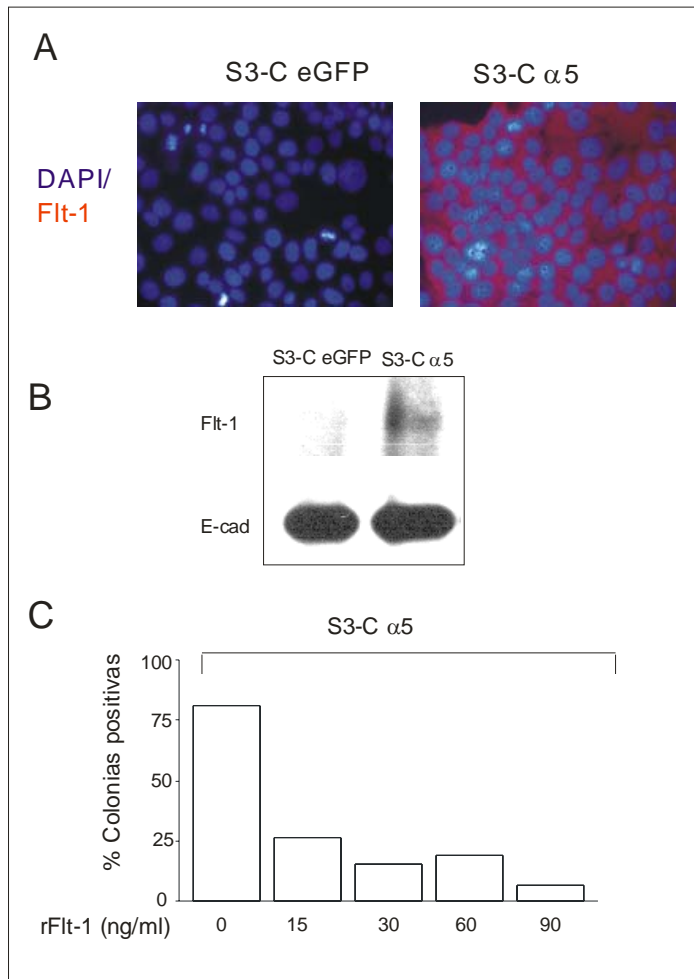 A
S3-C eGFP
S3-C α5
DAPI/
Flt-1
B
S3-C eGFP
S3-C α5
Flt-1
E-cad
C
S3-C α5
% Colonias positivas
100
75
50
25
0
rFlt-1 (ng/ml)
0
15
30
60
90